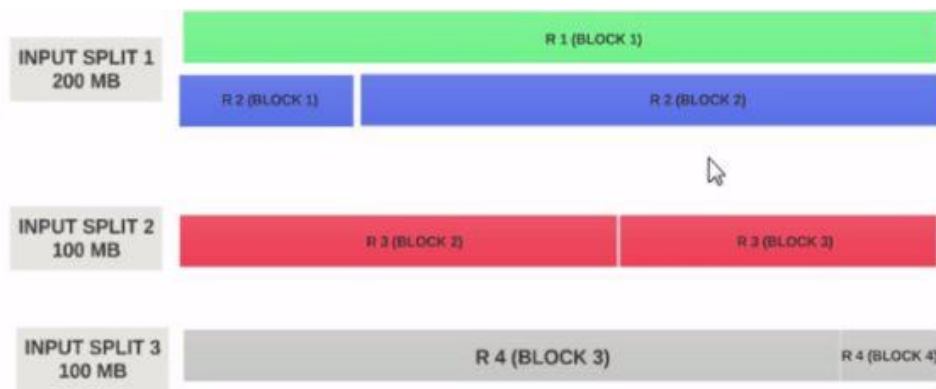 INPUT SPLIT 1
200 MB
R 1 (BLOCK 1)
R 2 (BLOCK 1)
R 2 (BLOCK 2)
INPUT SPLIT 2
100 MB
R 3 (BLOCK 2)
R 3 (BLOCK 3)
INPUT SPLIT 3
100 MB
R 4 (BLOCK 3)
R 4 (BLOCK 4)